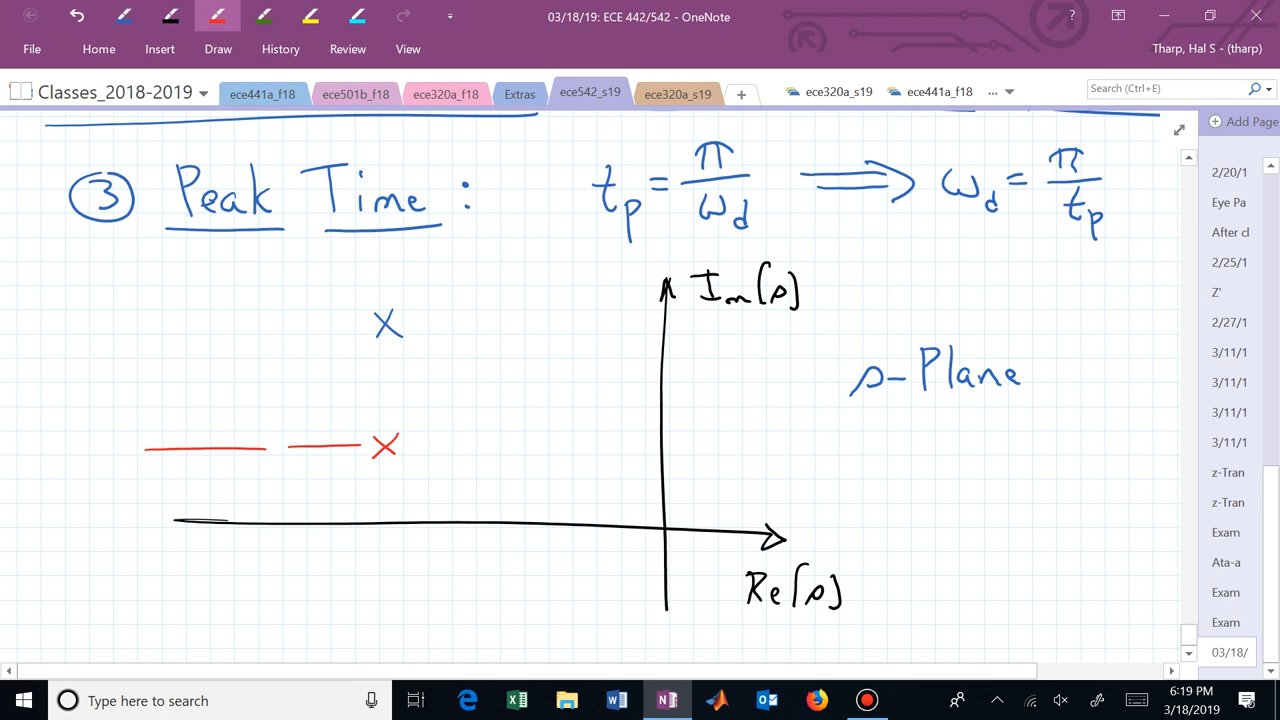 03/18/19: ECE 442/542 - OneNote
?
File Home Insert Draw History Review View
Tharp, Hal S - (tharp)
Classes_2018-2019 ece441a_f18 ece501b_f18 ece320a_f18 Extras ece542_s19 ece320a_s19 + ece320a_s19 ece441a_f18 ...
Search (Ctrl+E)
Add Page
③ Peak Time : t_p = π/ω_d ⟹ ω_d = π/t_p
Im[s]
x
s-Plane
x
Re[s]
2/20/1
Eye Pa
After cl
2/25/1
Z'
2/27/1
3/11/1
3/11/1
3/11/1
3/11/1
z-Tran
z-Tran
Exam
Ata-a
Exam
Exam
03/18/
Type here to search
6:19 PM
3/18/2019